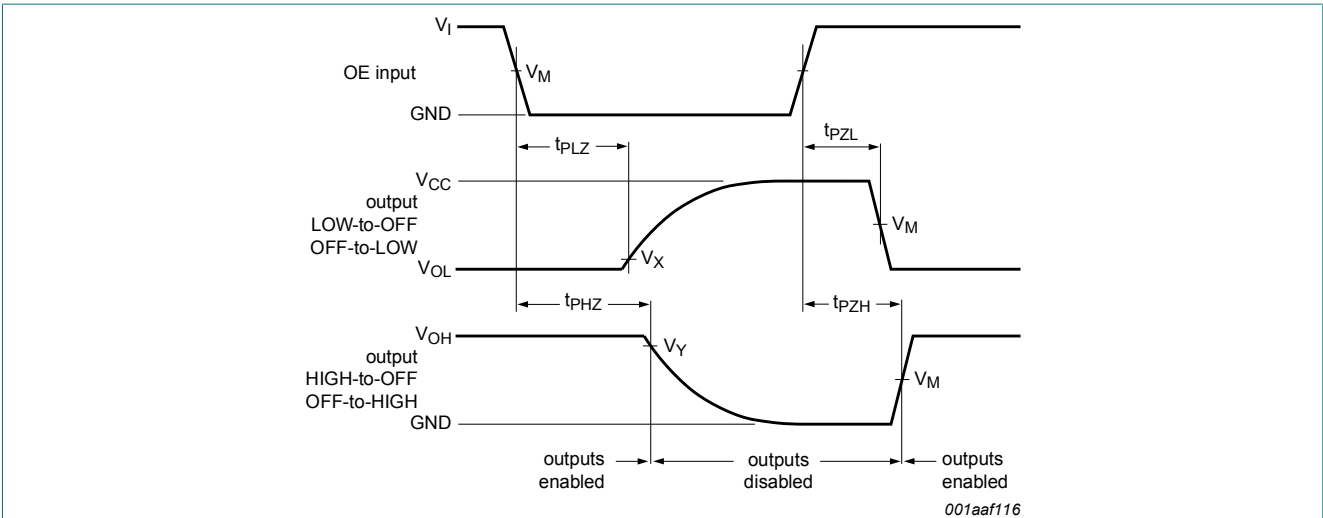 VI
OE input
VM
GND
tPLZ
tPZL
VCC
output
LOW-to-OFF
OFF-to-LOW
VM
VX
VOL
tPHZ
tPZH
VOH
output
HIGH-to-OFF
OFF-to-HIGH
VY
VM
GND
outputs
enabled
outputs
disabled
outputs
enabled
001aaf116